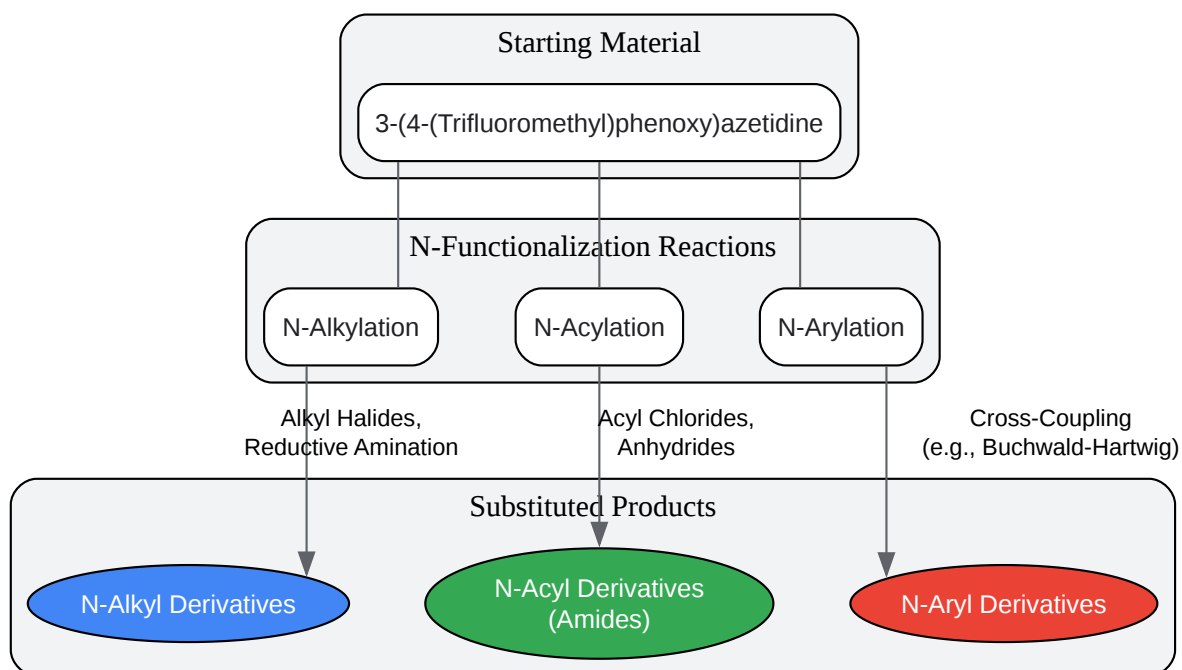 Starting Material
3-(4-(Trifluoromethyl)phenoxy)azetidine
N-Functionalization Reactions
N-Alkylation
N-Acylation
N-Arylation
Alkyl Halides,
Reductive Amination
Acyl Chlorides,
Anhydrides
Cross-Coupling
(e.g., Buchwald-Hartwig)
Substituted Products
N-Alkyl Derivatives
N-Acyl Derivatives
(Amides)
N-Aryl Derivatives